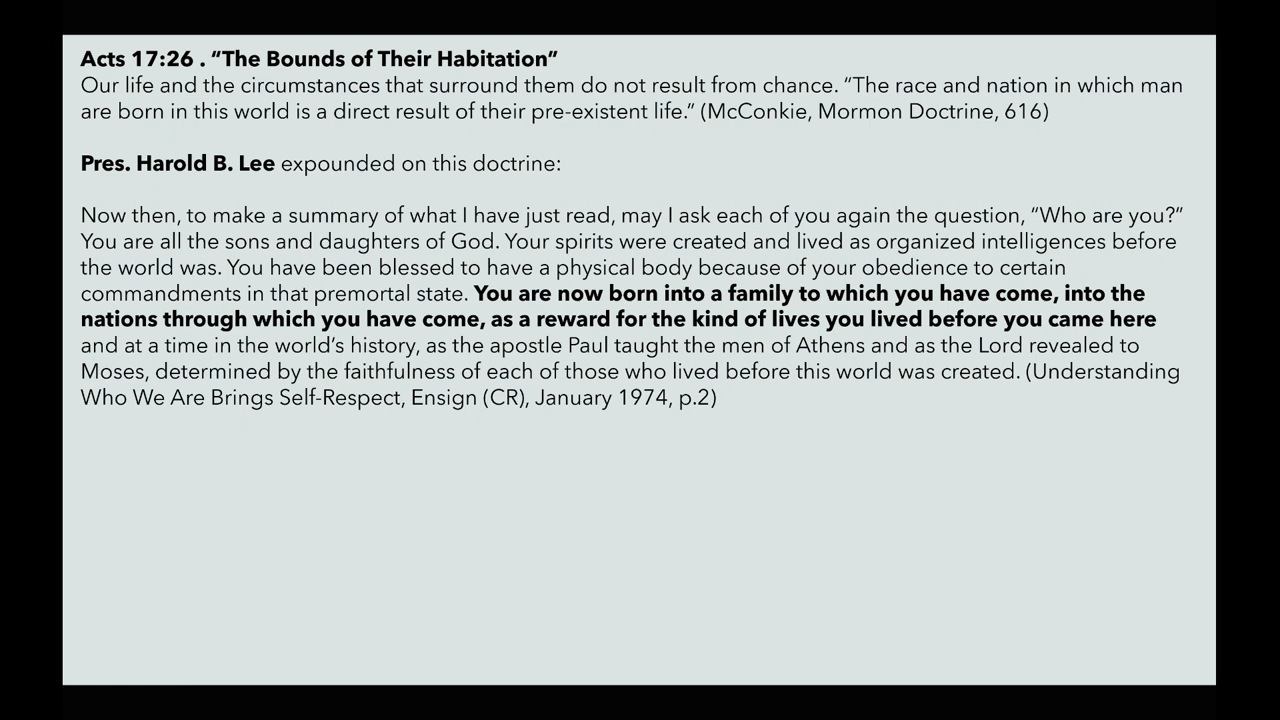 Acts 17:26 . “The Bounds of Their Habitation”
Our life and the circumstances that surround them do not result from chance. “The race and nation in which man
are born in this world is a direct result of their pre-existent life.” (McConkie, Mormon Doctrine, 616)
Pres. Harold B. Lee expounded on this doctrine:
Now then, to make a summary of what I have just read, may I ask each of you again the question, “Who are you?”
You are all the sons and daughters of God. Your spirits were created and lived as organized intelligences before
the world was. You have been blessed to have a physical body because of your obedience to certain
commandments in that premortal state. You are now born into a family to which you have come, into the
nations through which you have come, as a reward for the kind of lives you lived before you came here
and at a time in the world’s history, as the apostle Paul taught the men of Athens and as the Lord revealed to
Moses, determined by the faithfulness of each of those who lived before this world was created. (Understanding
Who We Are Brings Self-Respect, Ensign (CR), January 1974, p.2)